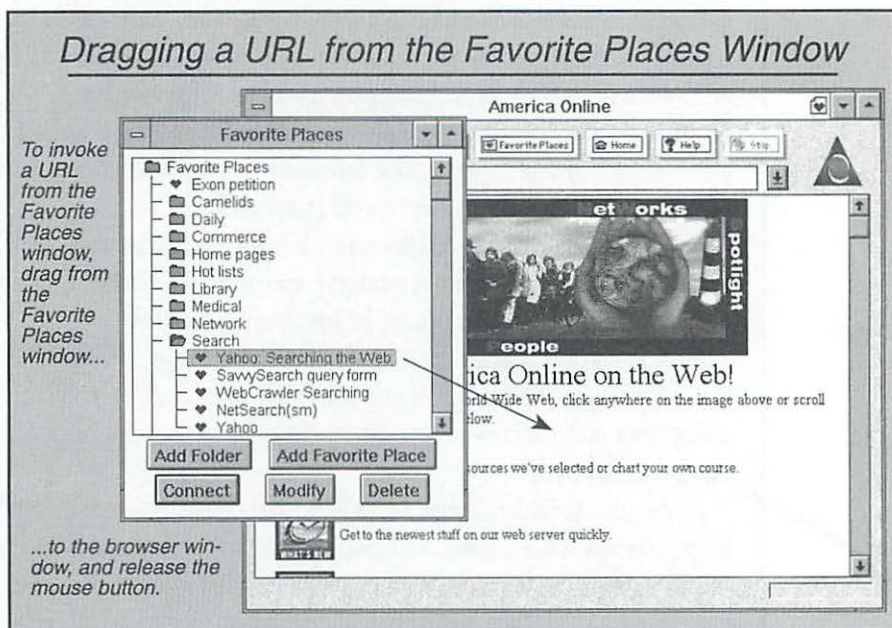 Dragging a URL from the Favorite Places Window
To invoke
a URL
from the
Favorite
Places
window,
drag from
the
Favorite
Places
window...
Favorite Places
Favorite Places
Exon petition
Camelids
Daily
Commerce
Home pages
Hot lists
Library
Medical
Network
Search
Yahoo: Searching the Web
SavvySearch query form
WebCrawler Searching
NetSearch(sm)
Yahoo
Add Folder Add Favorite Place
Connect Modify Delete
America Online
Favorite Places Home Help Stop
et orks
potlight
eople
ica Online on the Web!
orld Wide Web, click anywhere on the image above or scroll
elow.
sources we've selected or chart your own course.
Get to the newest stuff on our web server quickly.
...to the browser win-
dow, and release the
mouse button.